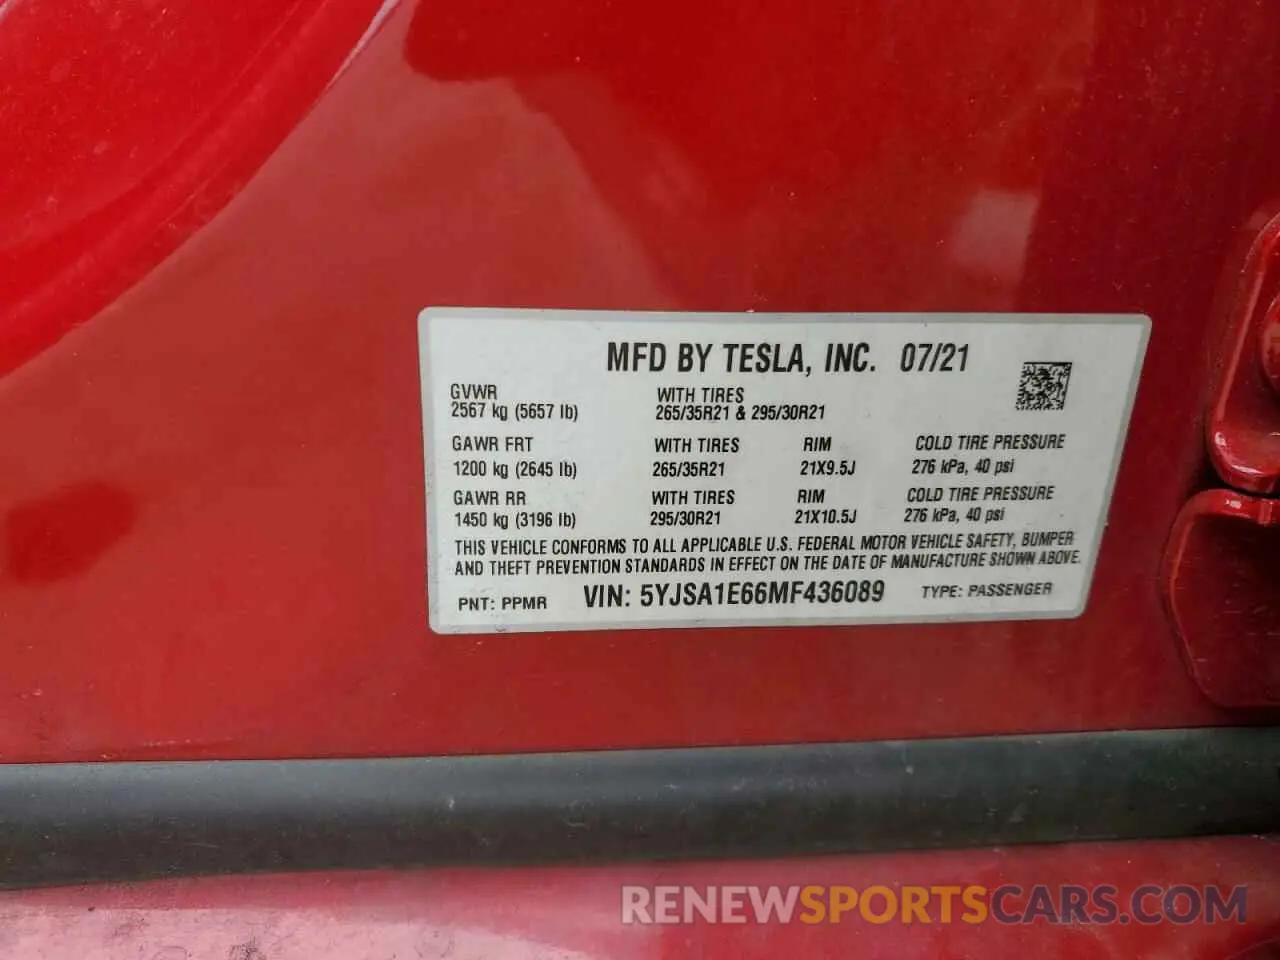 MFD BY TESLA, INC. 07/21
GVWR WITH TIRES
2567 kg (5657 lb) 265/35R21 & 295/30R21
GAWR FRT WITH TIRES RIM COLD TIRE PRESSURE
1200 kg (2645 lb) 265/35R21 21X9.5J 276 kPa, 40 psi
GAWR RR WITH TIRES RIM COLD TIRE PRESSURE
1450 kg (3196 lb) 295/30R21 21X10.5J 276 kPa, 40 psi
THIS VEHICLE CONFORMS TO ALL APPLICABLE U.S. FEDERAL MOTOR VEHICLE SAFETY, BUMPER
AND THEFT PREVENTION STANDARDS IN EFFECT ON THE DATE OF MANUFACTURE SHOWN ABOVE.
PNT: PPMR VIN: 5YJSA1E66MF436089 TYPE: PASSENGER
RENEWSPORTSCARS.COM